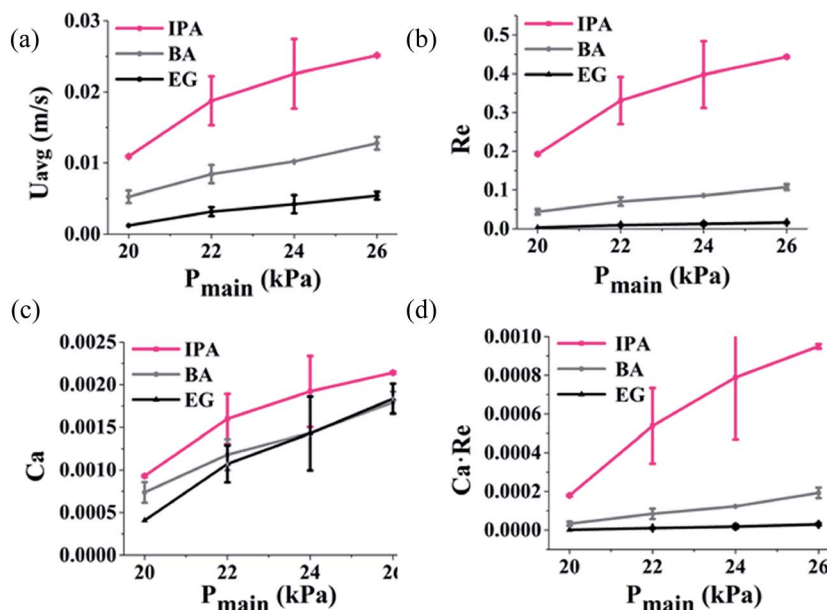 (a)
IPA
BA
EG
0.03
0.02
0.01
0.00
Uavg (m/s)
20 22 24 26
Pmain (kPa)
(b)
IPA
BA
EG
0.5
0.4
0.3
0.2
0.1
0.0
Re
20 22 24 26
Pmain (kPa)
(c)
IPA
BA
EG
0.0025
0.0020
0.0015
0.0010
0.0005
0.0000
Ca
20 22 24 26
Pmain (kPa)
(d)
IPA
BA
EG
0.0010
0.0008
0.0006
0.0004
0.0002
0.0000
Ca·Re
20 22 24 26
Pmain (kPa)